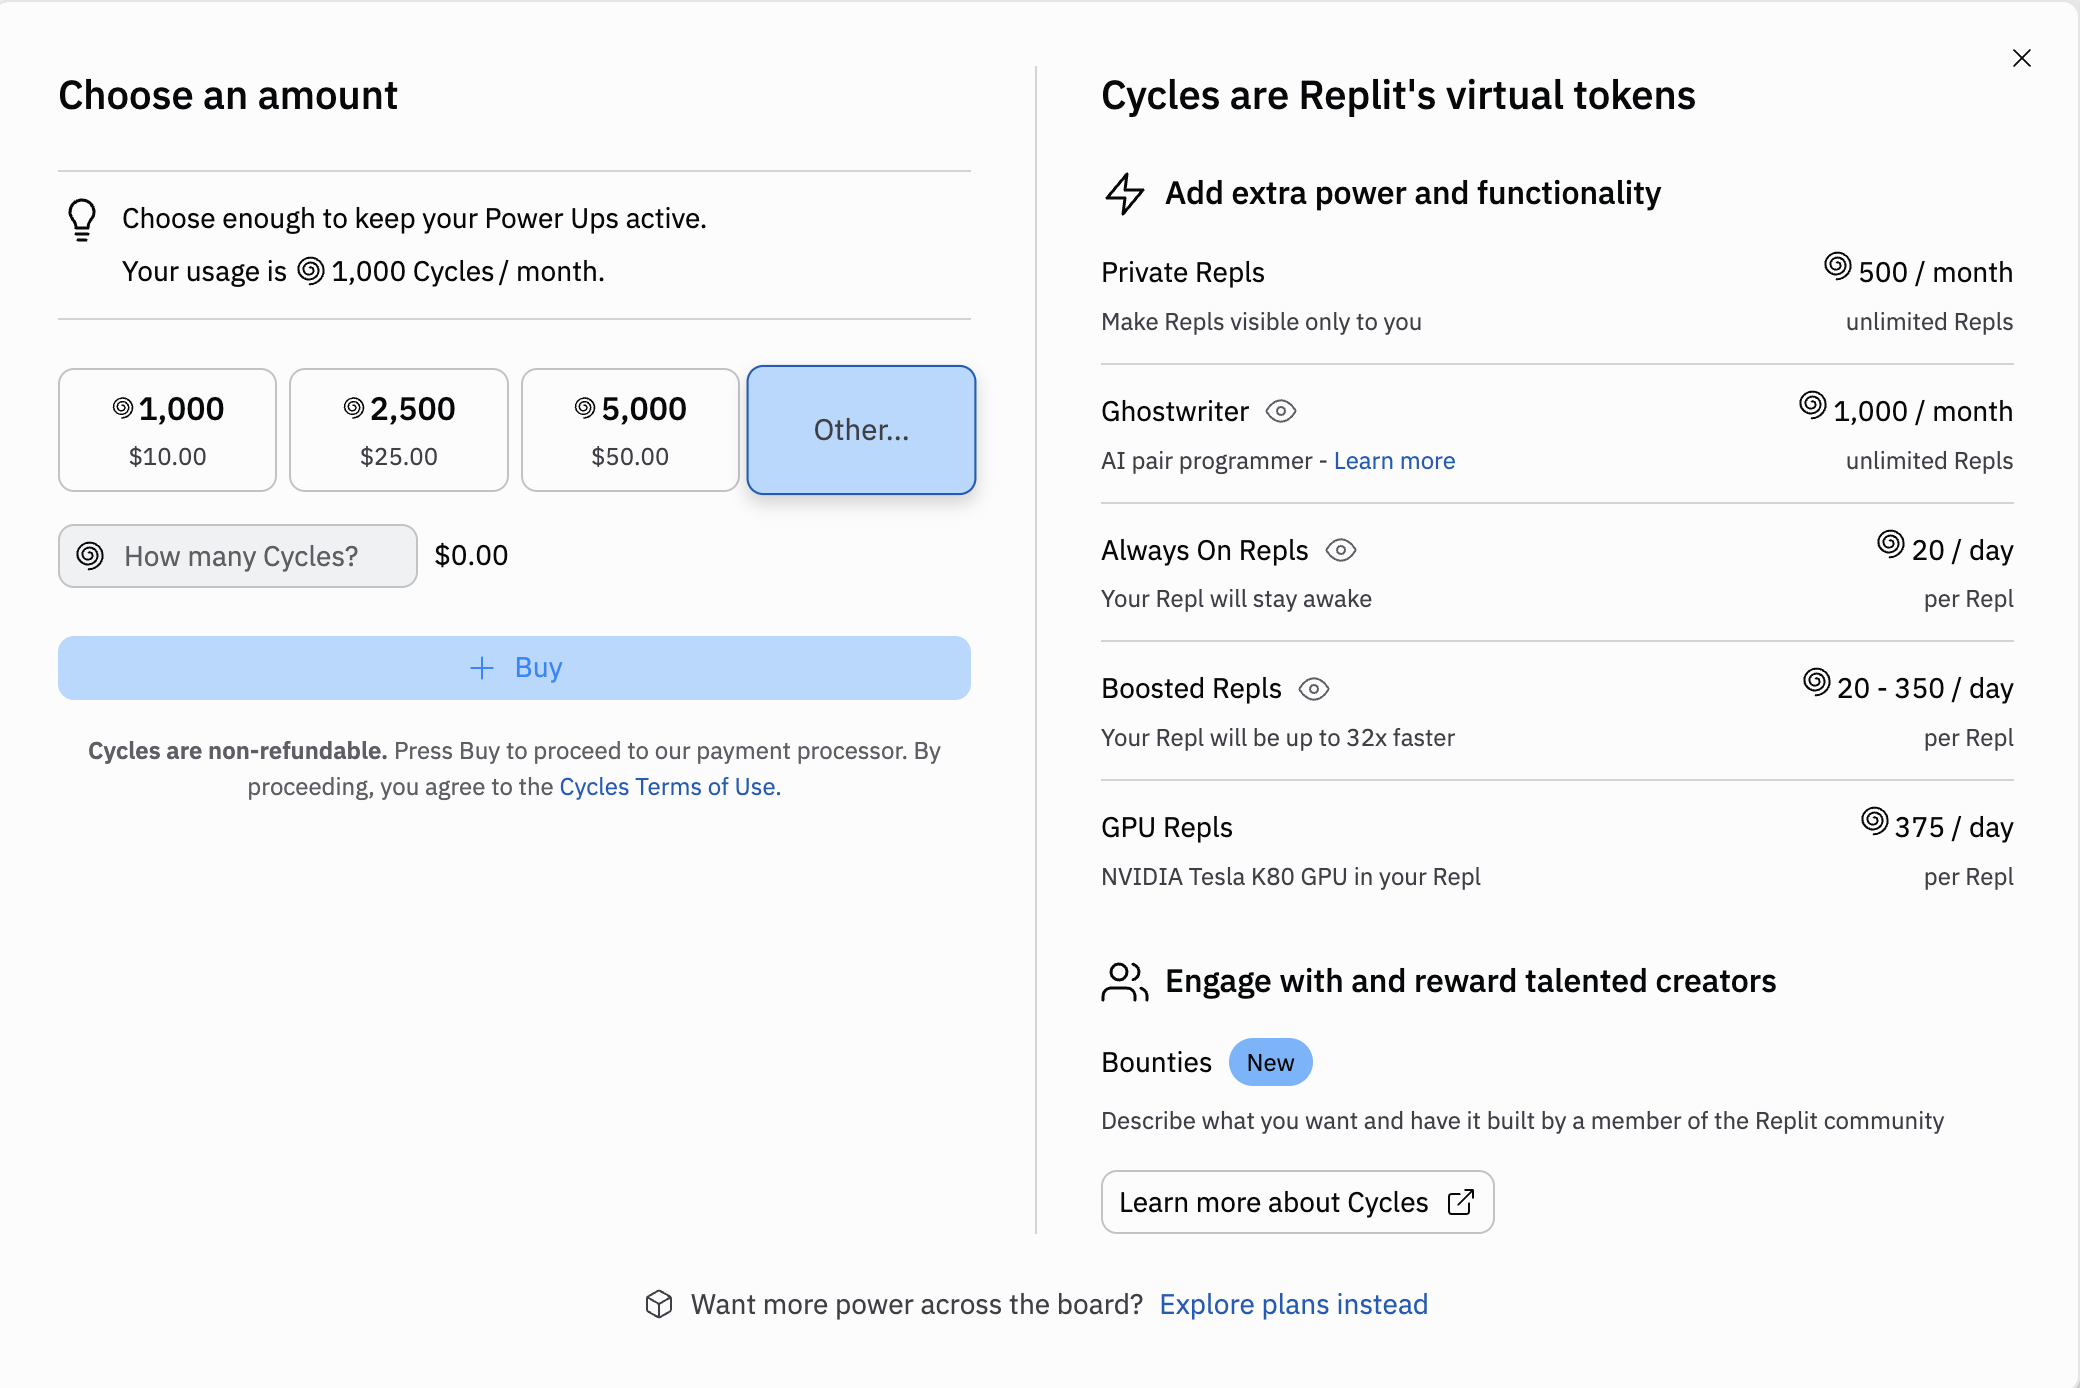 Choose an amount
Choose enough to keep your Power Ups active.
Your usage is 1,000 Cycles / month.
1,000
$10.00
2,500
$25.00
5,000
$50.00
Other...
How many Cycles?
$0.00
+ Buy
Cycles are non-refundable. Press Buy to proceed to our payment processor. By
proceeding, you agree to the Cycles Terms of Use.
Cycles are Replit's virtual tokens
Add extra power and functionality
Private Repls
500 / month
Make Repls visible only to you
unlimited Repls
Ghostwriter
1,000 / month
AI pair programmer - Learn more
unlimited Repls
Always On Repls
20 / day
Your Repl will stay awake
per Repl
Boosted Repls
20 - 350 / day
Your Repl will be up to 32x faster
per Repl
GPU Repls
375 / day
NVIDIA Tesla K80 GPU in your Repl
per Repl
Engage with and reward talented creators
Bounties
New
Describe what you want and have it built by a member of the Replit community
Learn more about Cycles
Want more power across the board? Explore plans instead